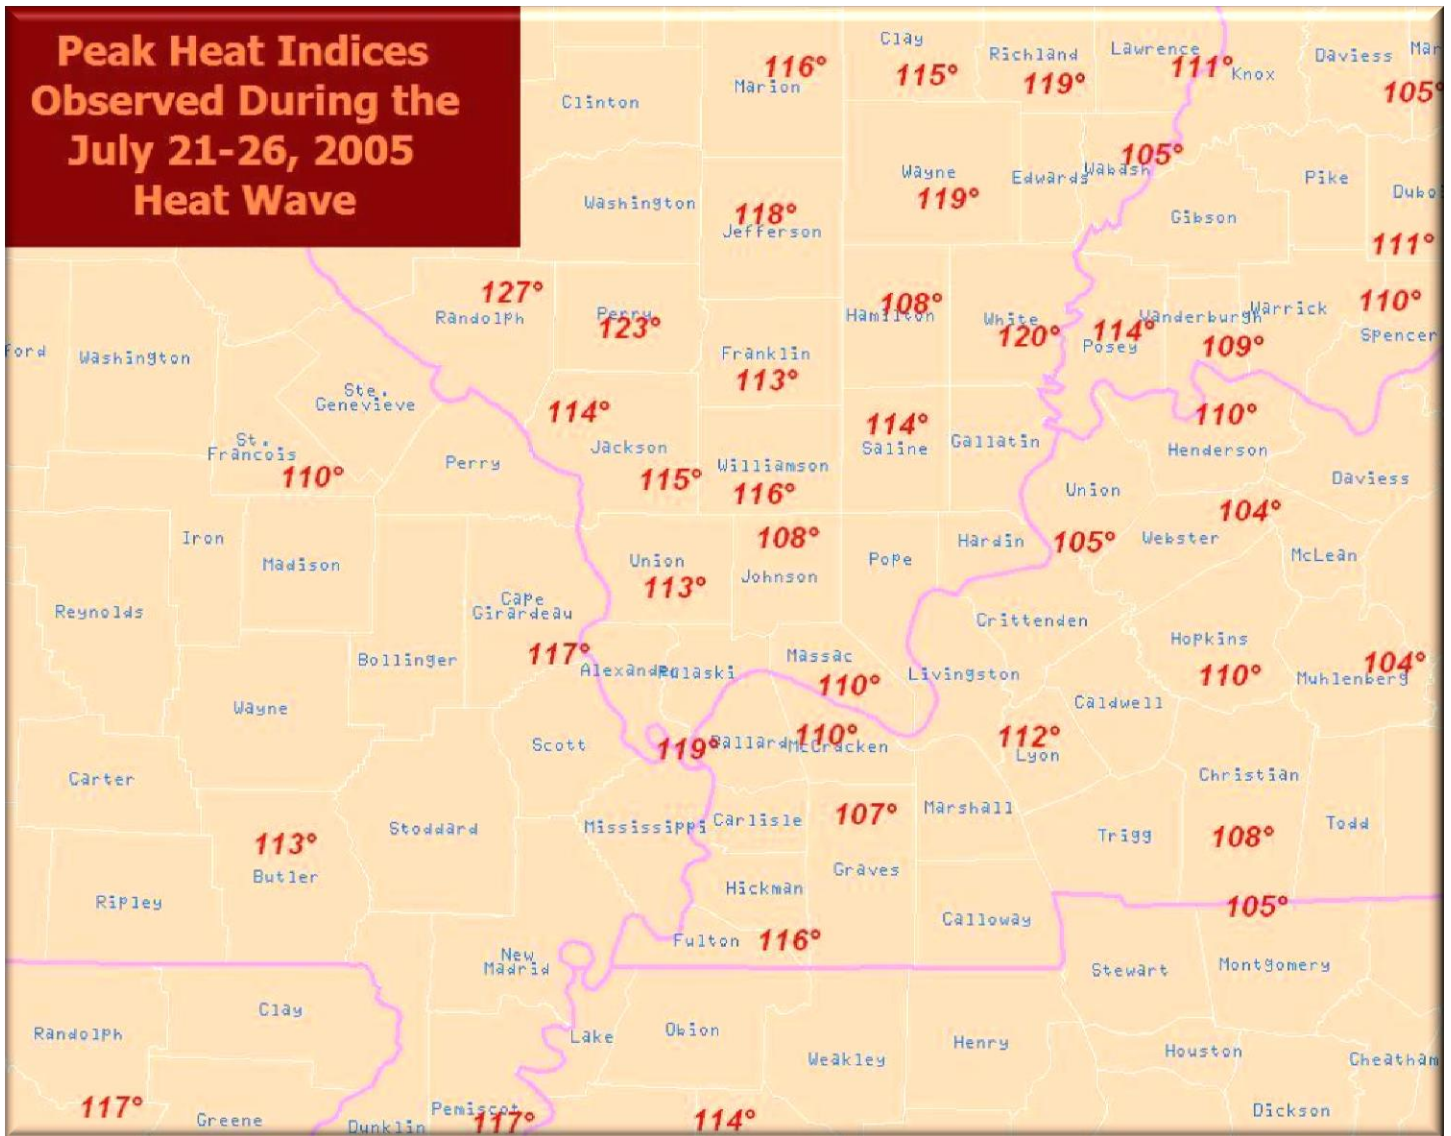 Peak Heat Indices
Observed During the
July 21-26, 2005
Heat Wave
Clay
Richland
Lawrence
Daviess
Mar
116°
115°
119°
111°
Knox
105°
Marion
Clinton
105°
Wayne
Edwards
Wabash
Pike
Dubo
Washington
119°
118°
Jefferson
Gibson
111°
127°
Randolph
Perry
123°
108°
Hamilton
White
120°
114°
Posey
Vanderburgh
109°
Warrick
110°
Spencer
ford
Washington
Franklin
113°
Ste.
Genevieve
114°
114°
Saline
Gallatin
110°
Henderson
St.
Francois
110°
Perry
Jackson
115°
Williamson
116°
Union
Daviess
104°
Iron
Madison
108°
Johnson
Union
113°
Pope
Hardin
105°
Webster
McLean
Reynolds
Cape
Girardeau
117°
Crittenden
Hopkins
110°
104°
Muhlenberg
Bollinger
Alexander
Pulaski
Massac
110°
Livingston
Caldwell
Wayne
Scott
119°
Ballard
110°
McCracken
112°
Lyon
Carter
Christian
113°
Butler
Stoddard
Mississippi
Carlisle
107°
Graves
Marshall
Trigg
108°
Todd
Ripley
Hickman
105°
Calloway
Fulton
116°
New
Madrid
Stewart
Montgomery
Randolph
Clay
Lake
Obion
Weakley
Henry
Houston
Cheatham
117°
Greene
Dunklin
Pemiscot
117°
114°
Dickson